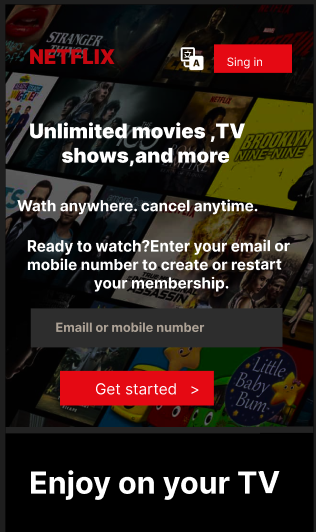 STRANGER
THINGS
NETFLIX
A
Sing in
NETFLIX
Unlimited movies ,TV
shows,and more
BROOKLYN
NINE-NINE
Wath anywhere. cancel anytime.
Ready to watch?Enter your email or
mobile number to create or restart
your membership.
ASSASSIN
Emaill or mobile number
Get started >
Little
Baby
Bum
Enjoy on your TV